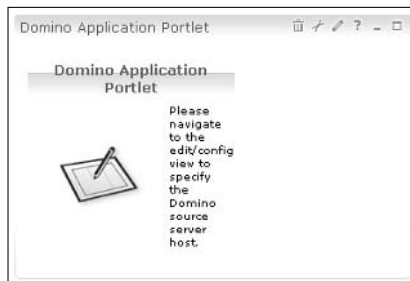 Domino Application Portlet
Domino Application
Portlet
Please
navigate
to the
edit/config
view to
specify
the
Domino
source
server
host.